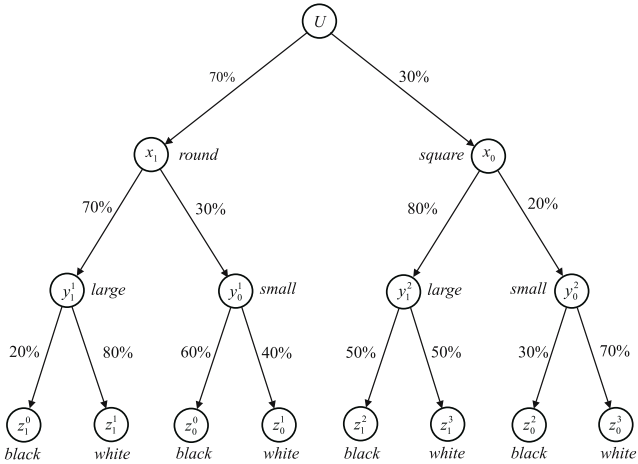 U
70% 30%
x₁ round square x₀
70% 30% 80% 20%
y₁¹ large y₀¹ small y₁² large small y₀²
20% 80% 60% 40% 50% 50% 30% 70%
z₁⁰ z₁¹ z₀⁰ z₀¹ z₁² z₁³ z₀² z₀³
black white black white black white black white